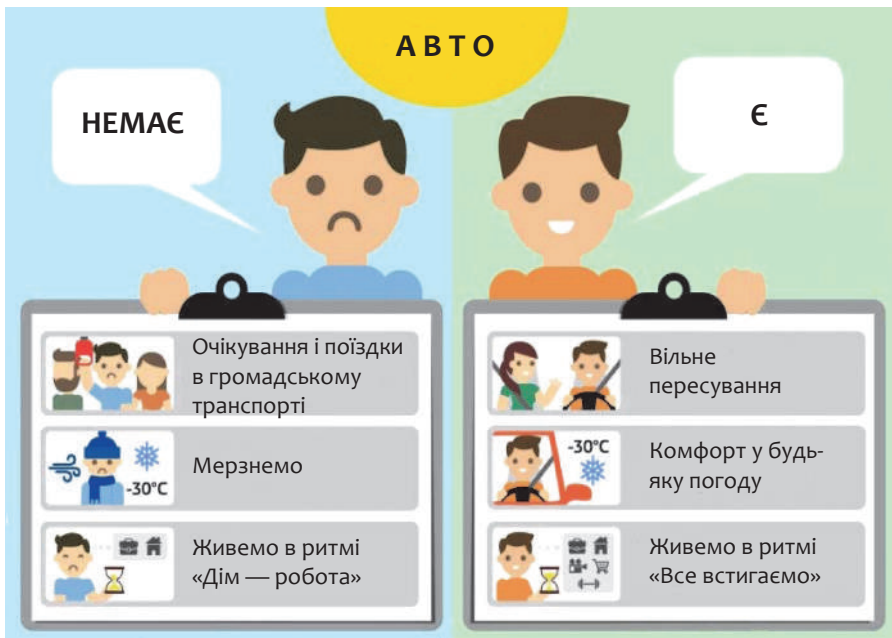 АВТО
НЕМАЄ
Є
Очікування і поїздки
в громадському
транспорті
Мерзнемо
-30°C
Живемо в ритмі
«Дім — робота»
Вільне
пересування
-30°C
Комфорт у будь-
яку погоду
Живемо в ритмі
«Все встигаємо»